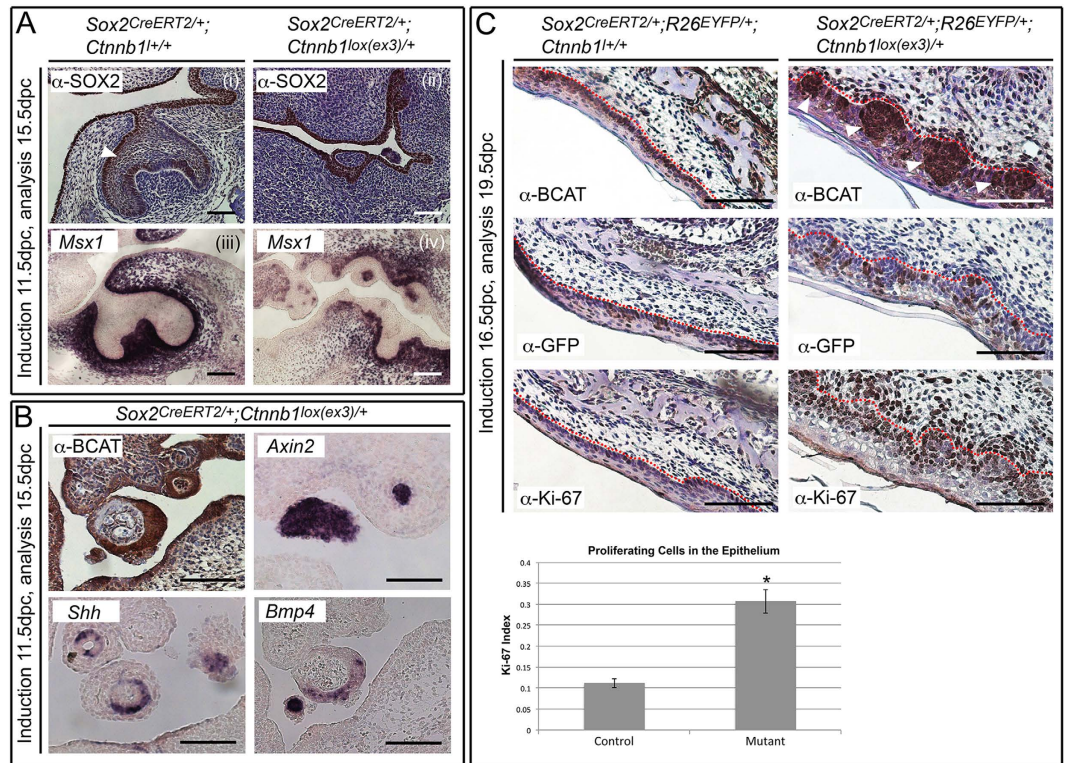 A
Sox2CreERT2/+;
Ctnnb1l+/+
Sox2CreERT2/+;
Ctnnb1lox(ex3)/+
Induction 11.5dpc, analysis 15.5dpc
α-SOX2
(i)
α-SOX2
(ii)
Msx1
(iii)
Msx1
(iv)
B
Sox2CreERT2/+;Ctnnb1lox(ex3)/+
Induction 11.5dpc, analysis 15.5dpc
α-BCAT
Axin2
Shh
Bmp4
C
Sox2CreERT2/+;R26EYFP/+;
Ctnnb1l+/+
Sox2CreERT2/+;R26EYFP/+;
Ctnnb1lox(ex3)/+
Induction 16.5dpc, analysis 19.5dpc
α-BCAT
α-BCAT
α-GFP
α-GFP
α-Ki-67
α-Ki-67
Proliferating Cells in the Epithelium
Ki-67 Index
0.4
0.35
0.3
0.25
0.2
0.15
0.1
0.05
0
*
Control
Mutant